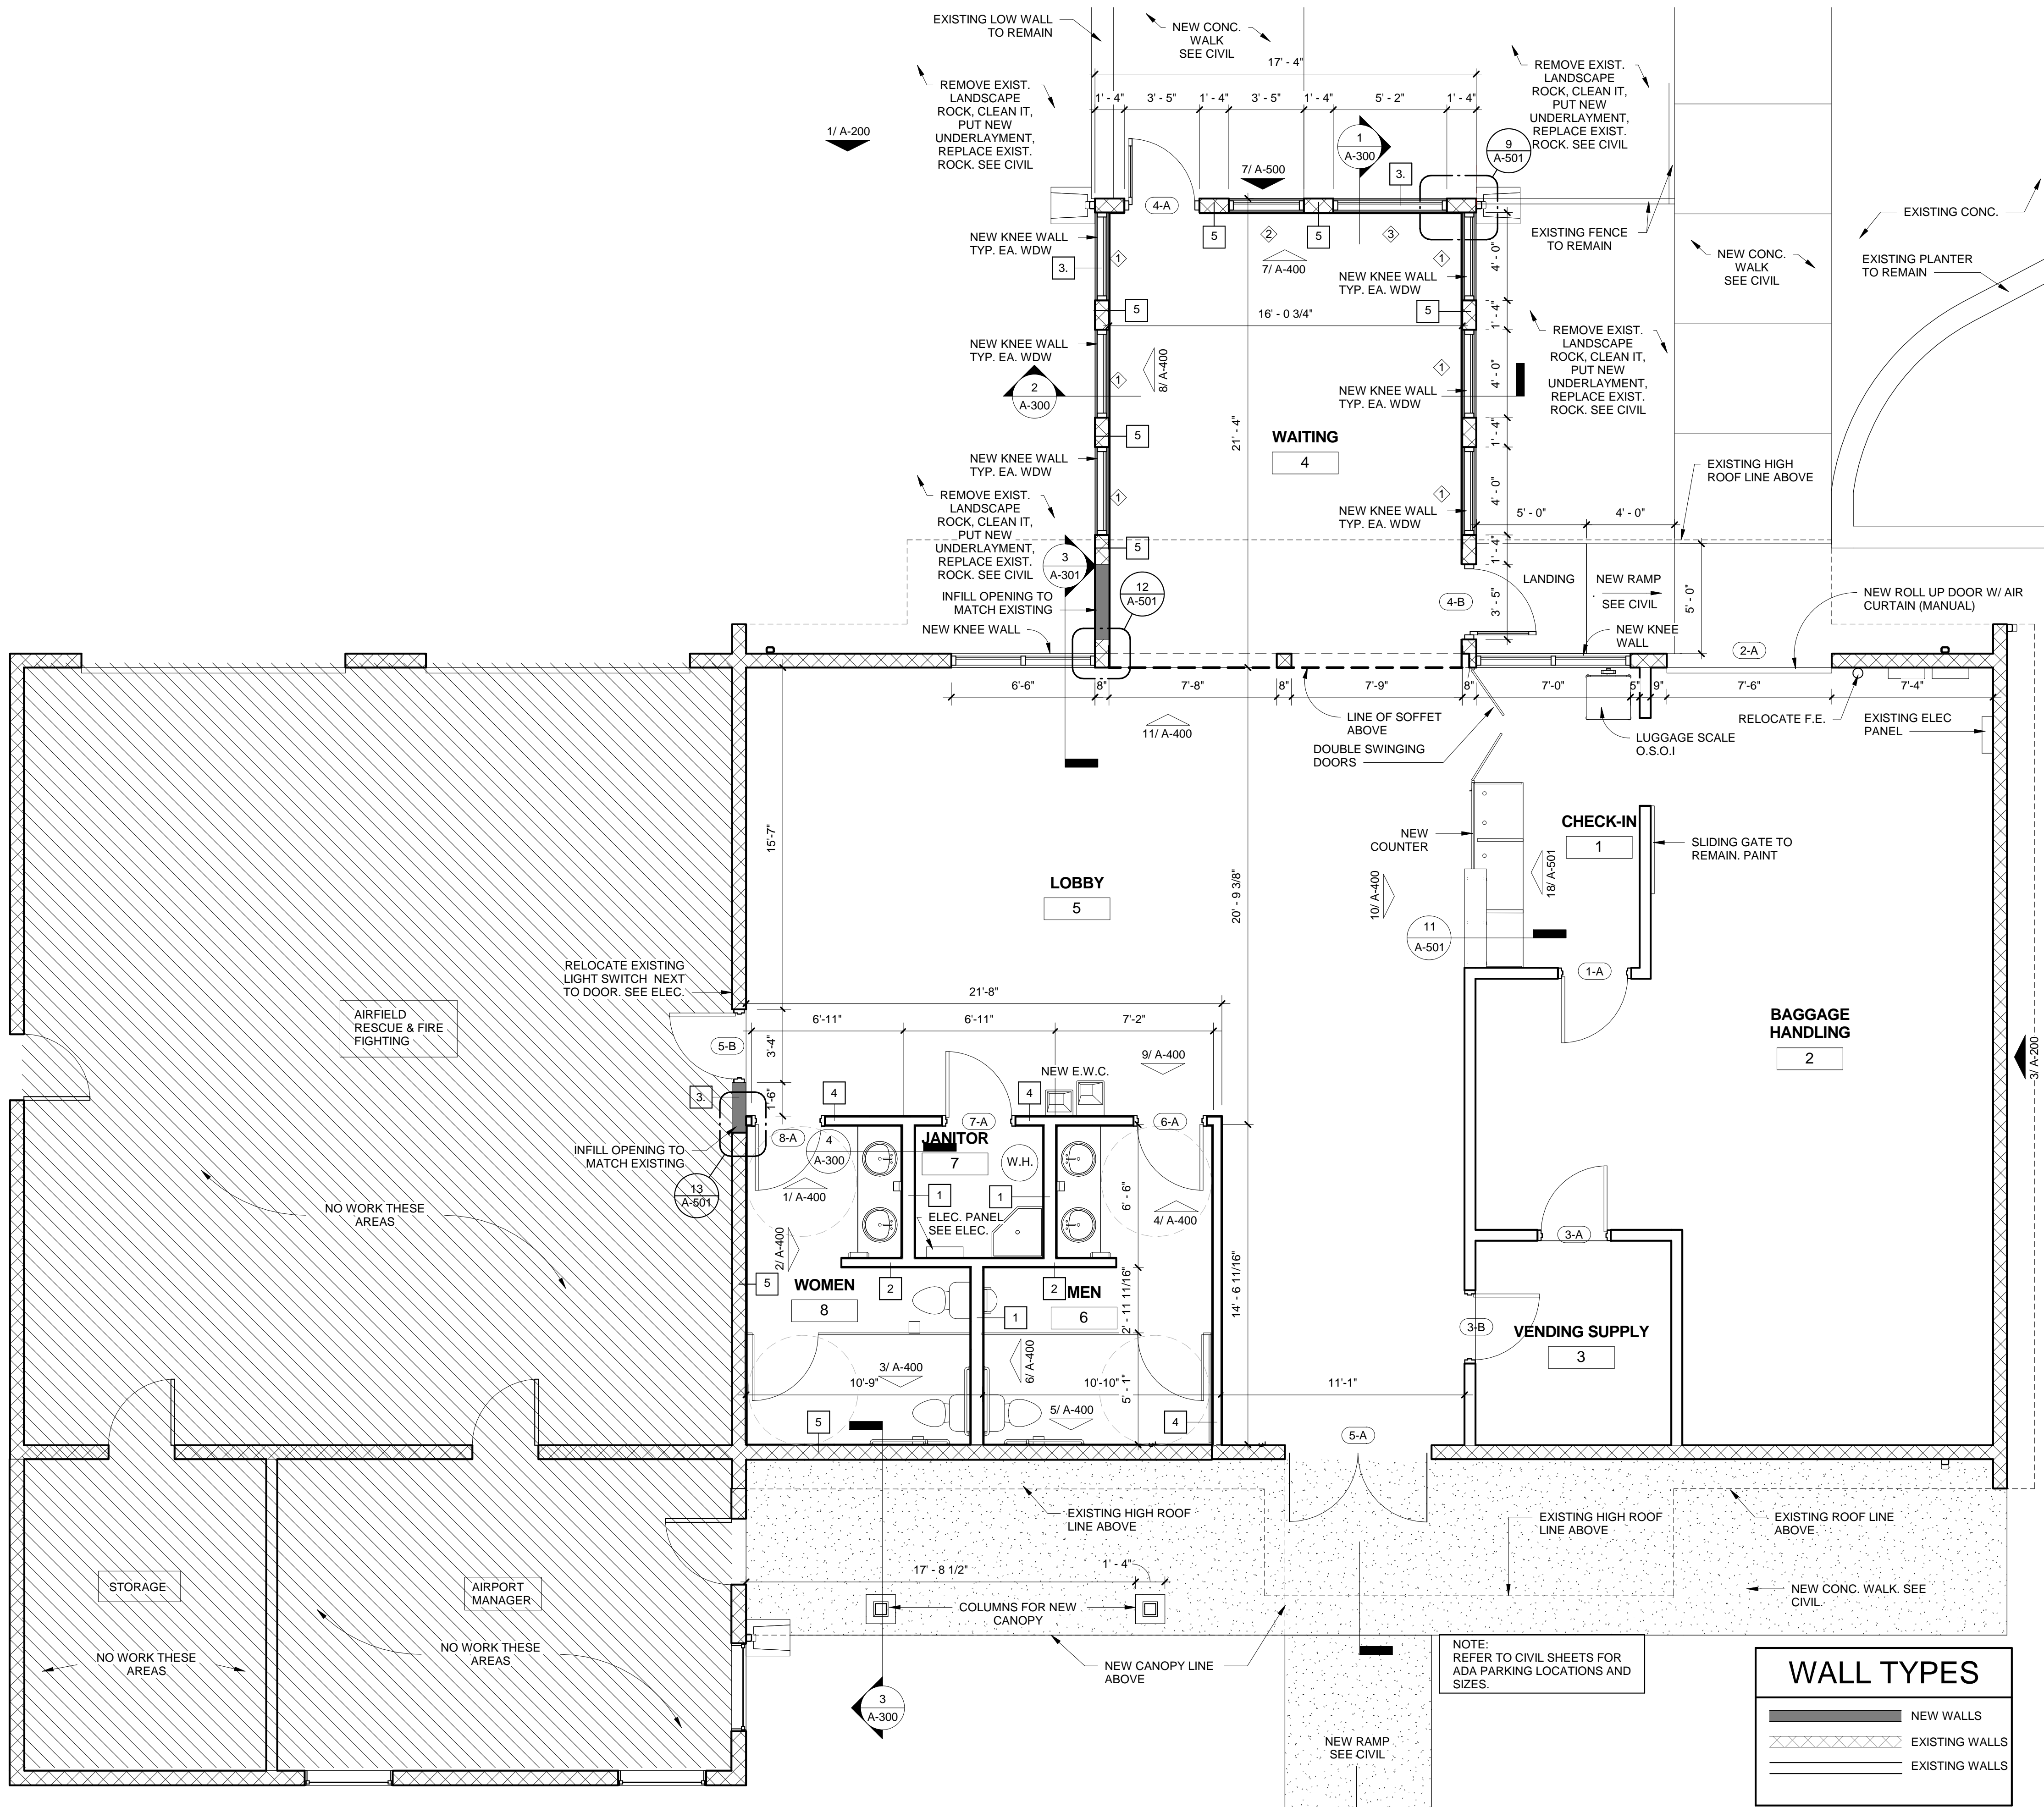 EXISTING LOW WALL
TO REMAIN
NEW CONC.
WALK
SEE CIVIL
17' - 4"
1' - 4"
3' - 5"
1' - 4"
3' - 5"
1' - 4"
5' - 2"
1' - 4"
REMOVE EXIST.
LANDSCAPE
ROCK, CLEAN IT,
PUT NEW
UNDERLAYMENT,
REPLACE EXIST.
ROCK. SEE CIVIL
REMOVE EXIST.
LANDSCAPE
ROCK, CLEAN IT,
PUT NEW
UNDERLAYMENT,
REPLACE EXIST.
ROCK. SEE CIVIL
1/ A-200
1
A-300
9
A-501
7/ A-500
3.
4-A
5
2
5
3
7/ A-400
NEW KNEE WALL
TYP. EA. WDW
3.
1
1
NEW KNEE WALL
TYP. EA. WDW
4' - 0"
EXISTING FENCE
TO REMAIN
NEW CONC.
WALK
SEE CIVIL
EXISTING CONC.
EXISTING PLANTER
TO REMAIN
5
16' - 0 3/4"
5
1' - 4"
NEW KNEE WALL
TYP. EA. WDW
8/ A-400
2
A-300
1
1
NEW KNEE WALL
TYP. EA. WDW
4' - 0"
REMOVE EXIST.
LANDSCAPE
ROCK, CLEAN IT,
PUT NEW
UNDERLAYMENT,
REPLACE EXIST.
ROCK. SEE CIVIL
21' - 4"
5
WAITING
4
1' - 4"
NEW KNEE WALL
TYP. EA. WDW
1
1
NEW KNEE WALL
TYP. EA. WDW
4' - 0"
EXISTING HIGH
ROOF LINE ABOVE
REMOVE EXIST.
LANDSCAPE
ROCK, CLEAN IT,
PUT NEW
UNDERLAYMENT,
REPLACE EXIST.
ROCK. SEE CIVIL
5' - 0"
4' - 0"
5
3
A-301
1' - 4"
INFILL OPENING TO
MATCH EXISTING
12
A-501
NEW KNEE WALL
4-B
3' - 5"
LANDING
NEW RAMP
SEE CIVIL
5' - 0"
NEW ROLL UP DOOR W/ AIR
CURTAIN (MANUAL)
NEW KNEE
WALL
2-A
6'-6"
8"
7'-8"
8"
7'-9"
8"
7'-0"
5"
9"
7'-6"
7'-4"
11/ A-400
LINE OF SOFFET
ABOVE
DOUBLE SWINGING
DOORS
LUGGAGE SCALE
O.S.O.I
RELOCATE F.E.
EXISTING ELEC
PANEL
15'-7"
20' - 9 3/8"
NEW
COUNTER
CHECK-IN
1
SLIDING GATE TO
REMAIN. PAINT
LOBBY
5
10/ A-400
18/ A-501
11
A-501
1-A
RELOCATE EXISTING
LIGHT SWITCH NEXT
TO DOOR. SEE ELEC.
AIRFIELD
RESCUE & FIRE
FIGHTING
21'-8"
6'-11"
6'-11"
7'-2"
5-B
3'-4"
9/ A-400
NEW E.W.C.
BAGGAGE
HANDLING
2
3/ A-200
3.
1'-6"
4
4
8-A
7-A
6-A
4
A-300
JANITOR
7
W.H.
INFILL OPENING TO
MATCH EXISTING
13
A-501
1/ A-400
1
1
6' - 6"
4/ A-400
NO WORK THESE
AREAS
ELEC. PANEL
SEE ELEC.
2/ A-400
3-A
5
WOMEN
8
2
2
MEN
6
2' - 11 11/16"
14' - 6 11/16"
1
3-B
VENDING SUPPLY
3
3/ A-400
6/ A-400
10'-9"
10'-10"
5' - 1"
11'-1"
5
5/ A-400
4
5-A
EXISTING HIGH ROOF
LINE ABOVE
EXISTING HIGH ROOF
LINE ABOVE
EXISTING ROOF LINE
ABOVE
17' - 8 1/2"
1' - 4"
STORAGE
AIRPORT
MANAGER
COLUMNS FOR NEW
CANOPY
NEW CONC. WALK. SEE
CIVIL.
NO WORK THESE
AREAS
NO WORK THESE
AREAS
NEW CANOPY LINE
ABOVE
3
A-300
NOTE:
REFER TO CIVIL SHEETS FOR
ADA PARKING LOCATIONS AND
SIZES.
NEW RAMP
SEE CIVIL
WALL TYPES
NEW WALLS
EXISTING WALLS
EXISTING WALLS